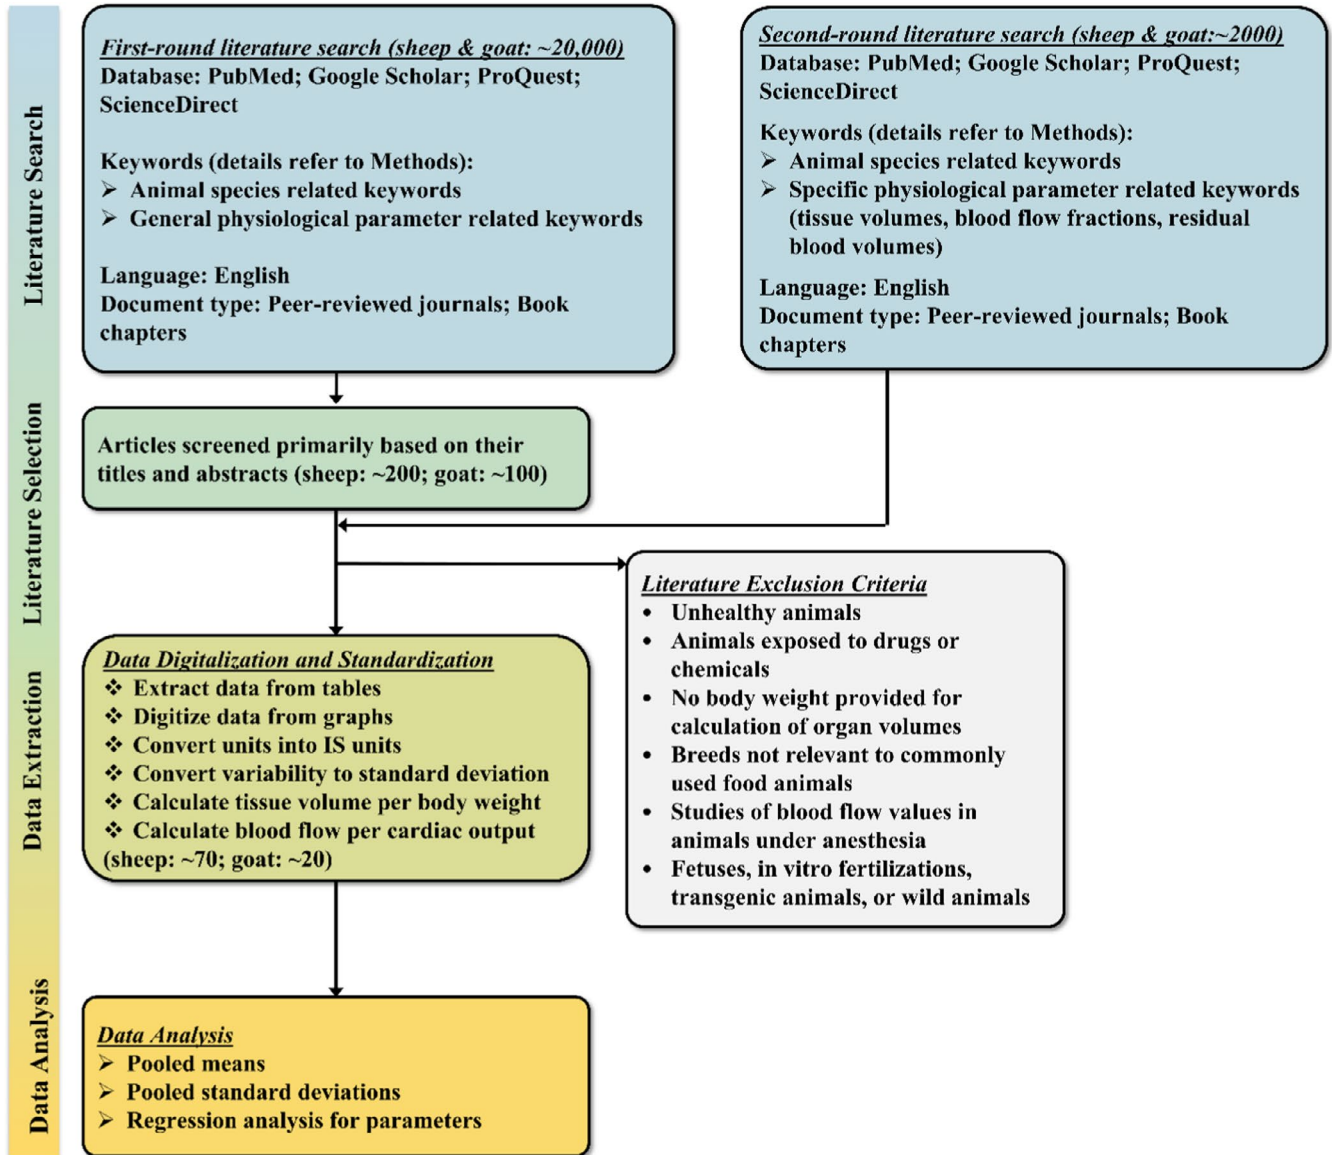 Literature Search
First-round literature search (sheep & goat: ~20,000)
Database: PubMed; Google Scholar; ProQuest;
ScienceDirect
Keywords (details refer to Methods):
➢ Animal species related keywords
➢ General physiological parameter related keywords
Language: English
Document type: Peer-reviewed journals; Book
chapters
Second-round literature search (sheep & goat:~2000)
Database: PubMed; Google Scholar; ProQuest;
ScienceDirect
Keywords (details refer to Methods):
➢ Animal species related keywords
➢ Specific physiological parameter related keywords
(tissue volumes, blood flow fractions, residual
blood volumes)
Language: English
Document type: Peer-reviewed journals; Book
chapters
Literature Selection
Articles screened primarily based on their
titles and abstracts (sheep: ~200; goat: ~100)
Literature Exclusion Criteria
• Unhealthy animals
• Animals exposed to drugs or
chemicals
• No body weight provided for
calculation of organ volumes
• Breeds not relevant to commonly
used food animals
• Studies of blood flow values in
animals under anesthesia
• Fetuses, in vitro fertilizations,
transgenic animals, or wild animals
Data Extraction
Data Digitalization and Standardization
❖ Extract data from tables
❖ Digitize data from graphs
❖ Convert units into IS units
❖ Convert variability to standard deviation
❖ Calculate tissue volume per body weight
❖ Calculate blood flow per cardiac output
(sheep: ~70; goat: ~20)
Data Analysis
Data Analysis
➢ Pooled means
➢ Pooled standard deviations
➢ Regression analysis for parameters